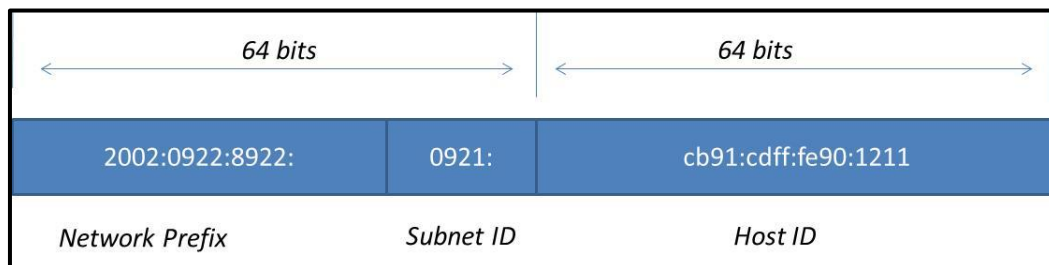 64 bits 64 bits
2002:0922:8922: 0921: cb91:cdff:fe90:1211
Network Prefix Subnet ID Host ID